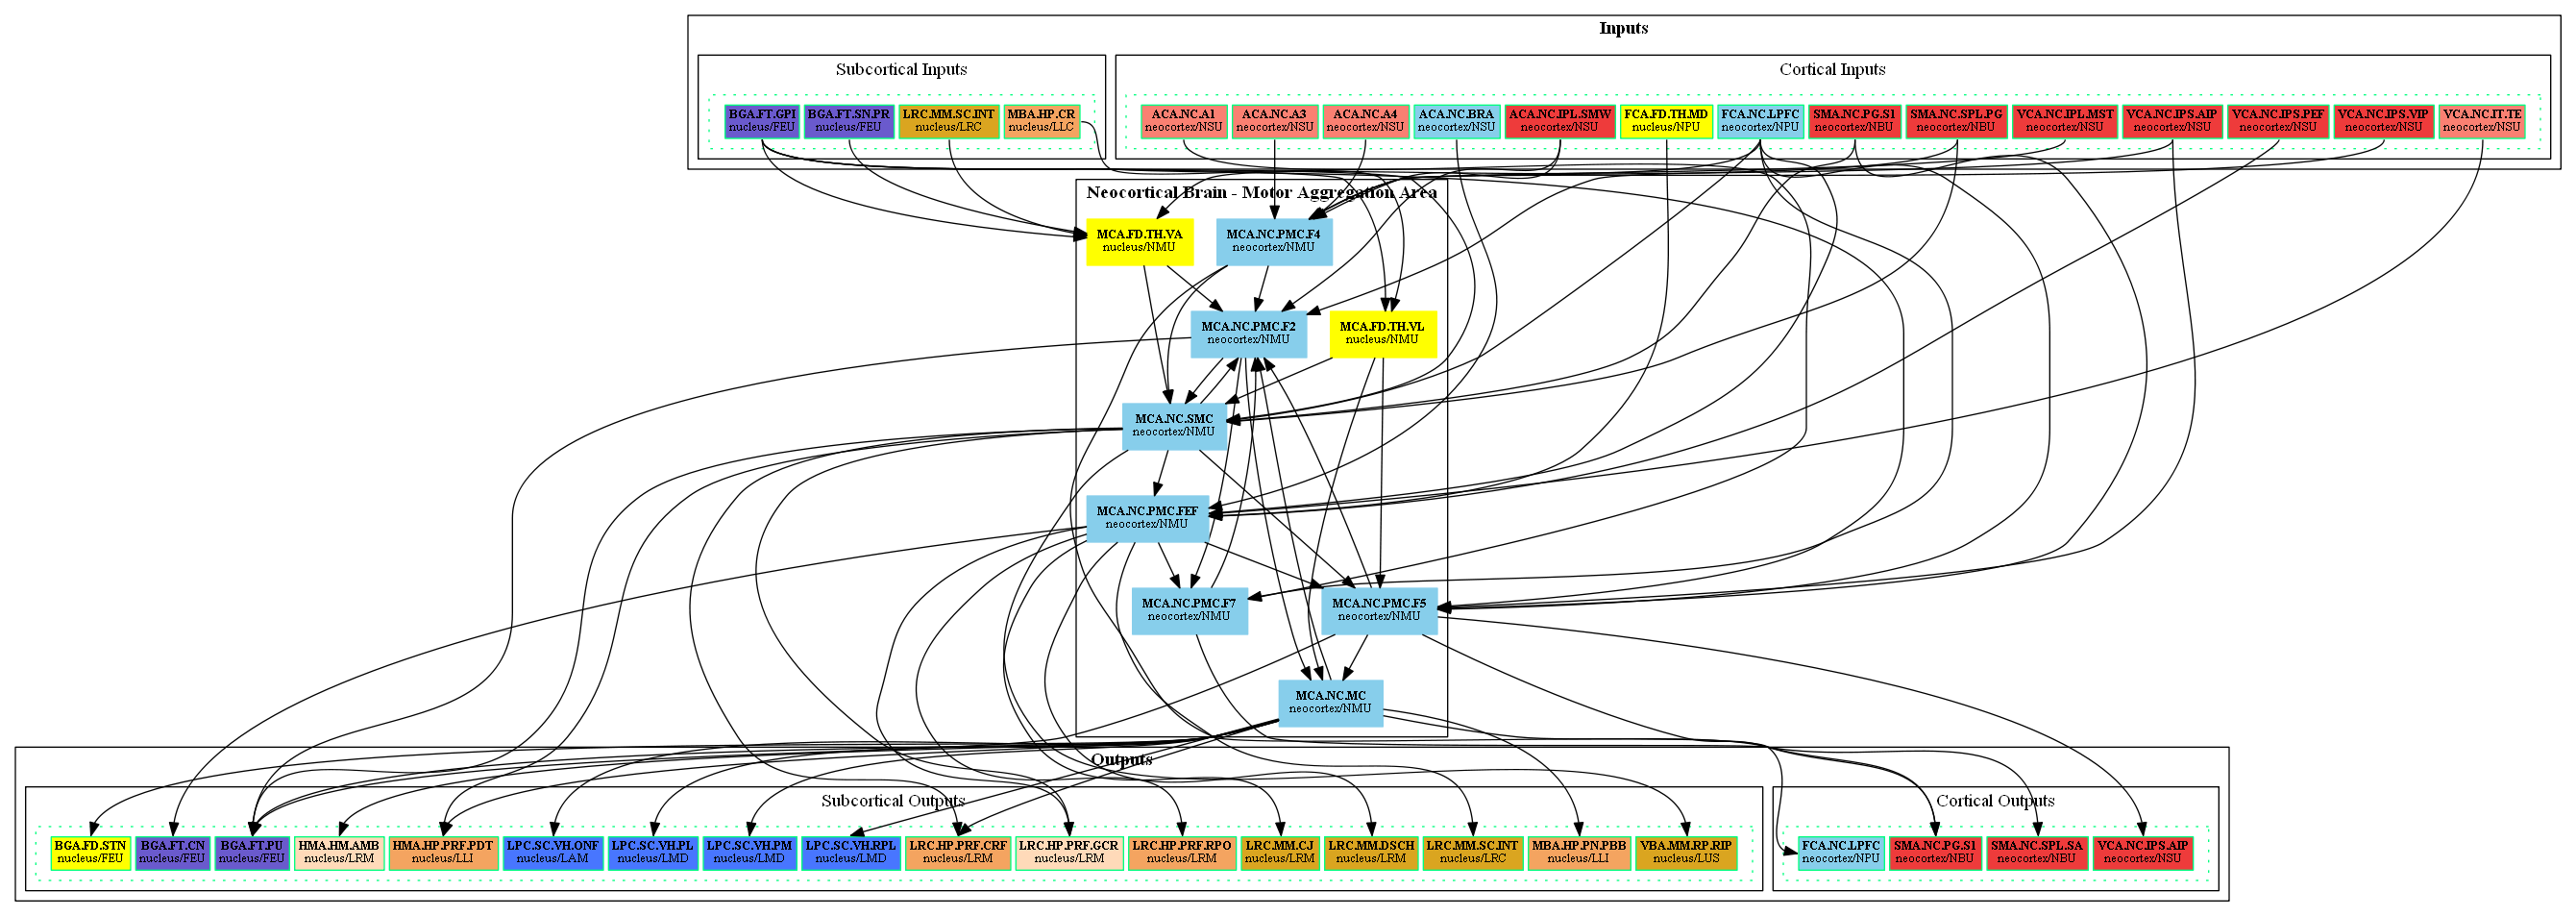 Inputs
Subcortical Inputs
Cortical Inputs
BGA.FT.GPI
nucleus/FEU
BGA.FT.SN.PR
nucleus/FEU
LRC.MM.SC.INT
nucleus/LRC
MBA.HP.CR
nucleus/LLC
ACA.NC.A1
neocortex/NSU
ACA.NC.A3
neocortex/NSU
ACA.NC.A4
neocortex/NSU
ACA.NC.BRA
neocortex/NSU
ACA.NC.IPL.SMW
neocortex/NSU
FCA.FD.TH.MD
nucleus/NPU
FCA.NC.LPFC
neocortex/NPU
SMA.NC.PG.S1
neocortex/NBU
SMA.NC.SPL.PG
neocortex/NBU
VCA.NC.IPL.MST
neocortex/NSU
VCA.NC.IPS.AIP
neocortex/NSU
VCA.NC.IPS.PEF
neocortex/NSU
VCA.NC.IPS.VIP
neocortex/NSU
VCA.NC.IT.TE
neocortex/NSU
Neocortical Brain - Motor Aggregation Area
MCA.FD.TH.VA
nucleus/NMU
MCA.NC.PMC.F4
neocortex/NMU
MCA.NC.PMC.F2
neocortex/NMU
MCA.FD.TH.VL
nucleus/NMU
MCA.NC.SMC
neocortex/NMU
MCA.NC.PMC.FEF
neocortex/NMU
MCA.NC.PMC.F7
neocortex/NMU
MCA.NC.PMC.F5
neocortex/NMU
MCA.NC.MC
neocortex/NMU
Outputs
Subcortical Outputs
Cortical Outputs
BGA.FD.STN
nucleus/FEU
BGA.FT.CN
nucleus/FEU
BGA.FT.PU
nucleus/FEU
HMA.HM.AMB
nucleus/LRM
HMA.HP.PRF.PDT
nucleus/LLI
LPC.SC.VH.ONF
nucleus/LAM
LPC.SC.VH.PL
nucleus/LMD
LPC.SC.VH.PM
nucleus/LMD
LPC.SC.VH.RPL
nucleus/LMD
LRC.HP.PRF.CRF
nucleus/LRM
LRC.HP.PRF.GCR
nucleus/LRM
LRC.HP.PRF.RPO
nucleus/LRM
LRC.MM.CJ
nucleus/LRM
LRC.MM.DSCH
nucleus/LRM
LRC.MM.SC.INT
nucleus/LRC
MBA.HP.PN.PBB
nucleus/LLI
VBA.MM.RP.RIP
nucleus/LUS
FCA.NC.LPFC
neocortex/NPU
SMA.NC.PG.S1
neocortex/NBU
SMA.NC.SPL.SA
neocortex/NBU
VCA.NC.IPS.AIP
neocortex/NSU